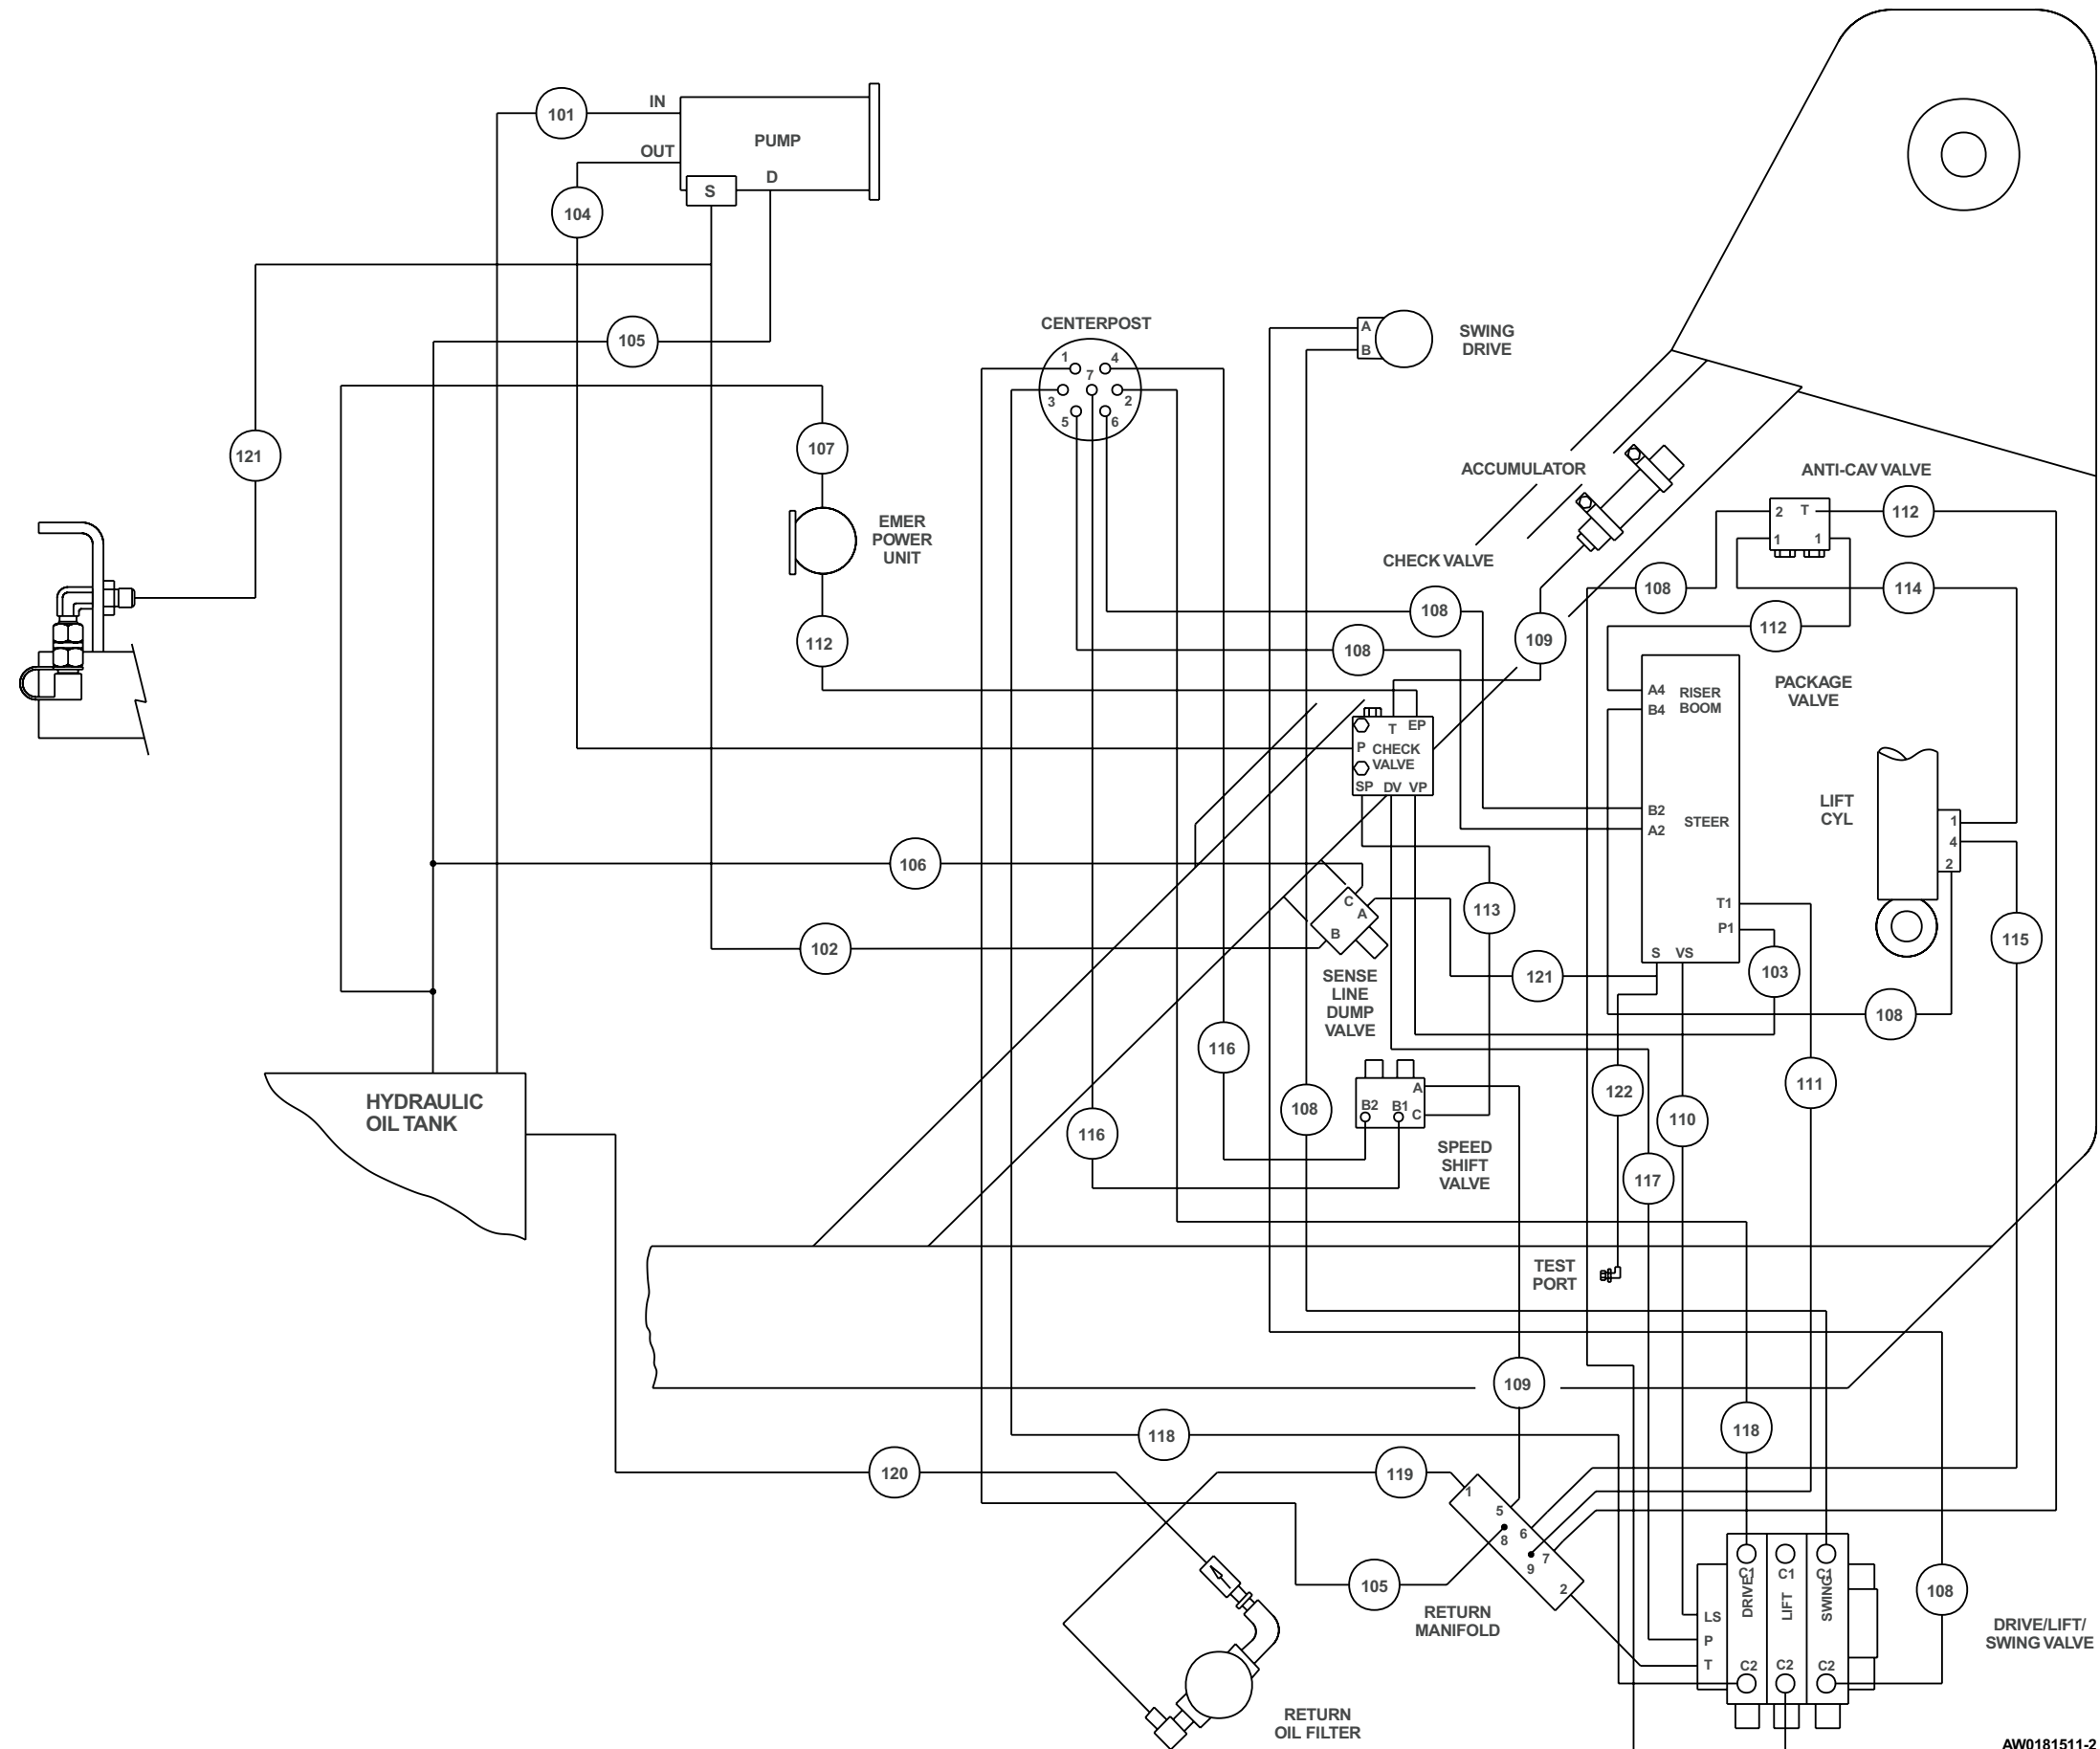 IN
101
PUMP
OUT
D
S
104
105
CENTERPOST
1
4
7
3
2
5
6
A
B
SWING
DRIVE
107
121
EMER
POWER
UNIT
112
ACCUMULATOR
CHECK VALVE
ANTI-CAV VALVE
2 T
1 1
112
108
114
112
108
108
109
PACKAGE
VALVE
A4
B4
RISER
BOOM
T EP
P CHECK
VALVE
SP DV VP
B2
A2
STEER
LIFT
CYL
1
4
2
106
C
A
B
113
T1
P1
S VS
115
102
SENSE
LINE
DUMP
VALVE
121
103
108
116
116
108
A
B2 B1 C
SPEED
SHIFT
VALVE
122
110
111
117
HYDRAULIC
OIL TANK
TEST
PORT
109
118
118
120
119
1
5
6
8
7
9
2
105
RETURN
MANIFOLD
C1 C1 C1
DRIVE
LIFT
SWING
LS
P
T
C2 C2 C2
108
DRIVE/LIFT/
SWING VALVE
RETURN
OIL FILTER
AW0181511-2